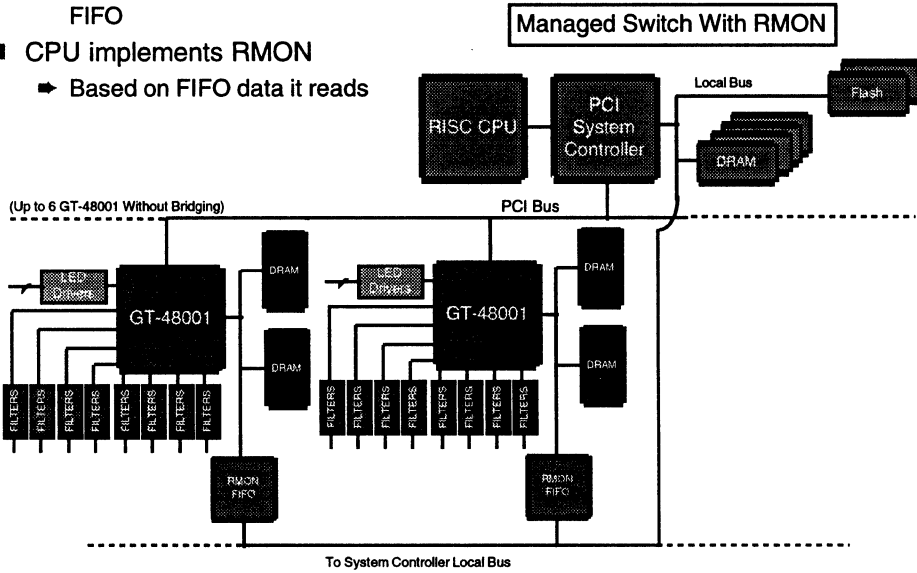 FIFO
Managed Switch With RMON
CPU implements RMON
Based on FIFO data it reads
Local Bus
Flash
RISC CPU
PCI
System
Controller
DRAM
(Up to 6 GT-48001 Without Bridging)
PCI Bus
LED
Drivers
GT-48001
DRAM
DRAM
FILTERS
FILTERS
FILTERS
FILTERS
FILTERS
FILTERS
FILTERS
FILTERS
RMON
FIFO
LED
Drivers
GT-48001
DRAM
DRAM
FILTERS
FILTERS
FILTERS
FILTERS
FILTERS
FILTERS
FILTERS
FILTERS
RMON
FIFO
To System Controller Local Bus